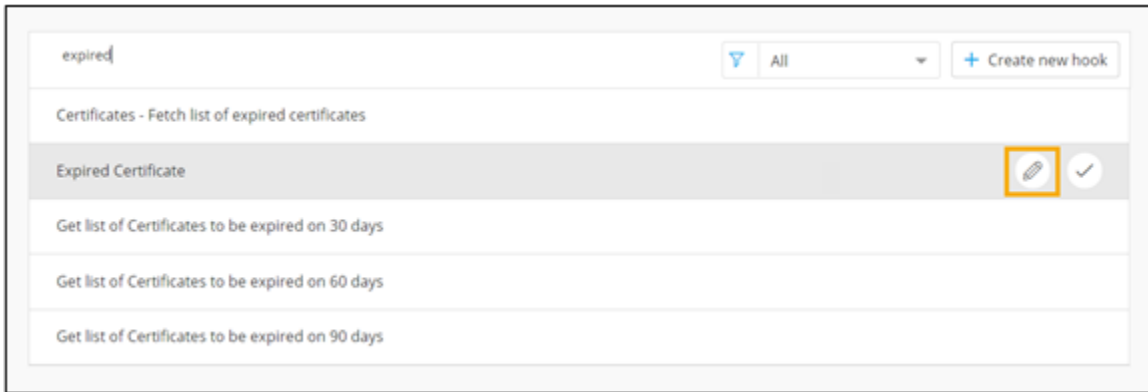 expired
All
+ Create new hook
Certificates - Fetch list of expired certificates
Expired Certificate
Get list of Certificates to be expired on 30 days
Get list of Certificates to be expired on 60 days
Get list of Certificates to be expired on 90 days